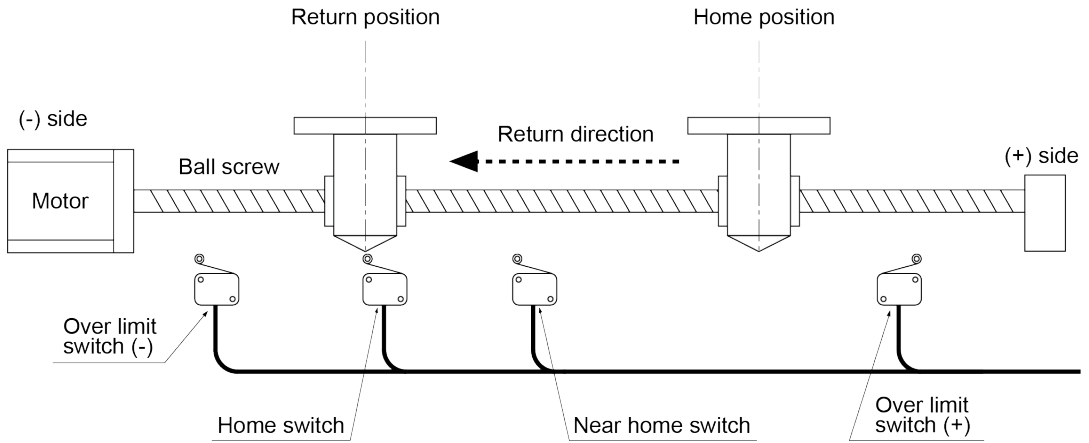 Return position
Home position
(-) side
Return direction
(+) side
Ball screw
Motor
Over limit
switch (-)
Home switch
Near home switch
Over limit
switch (+)